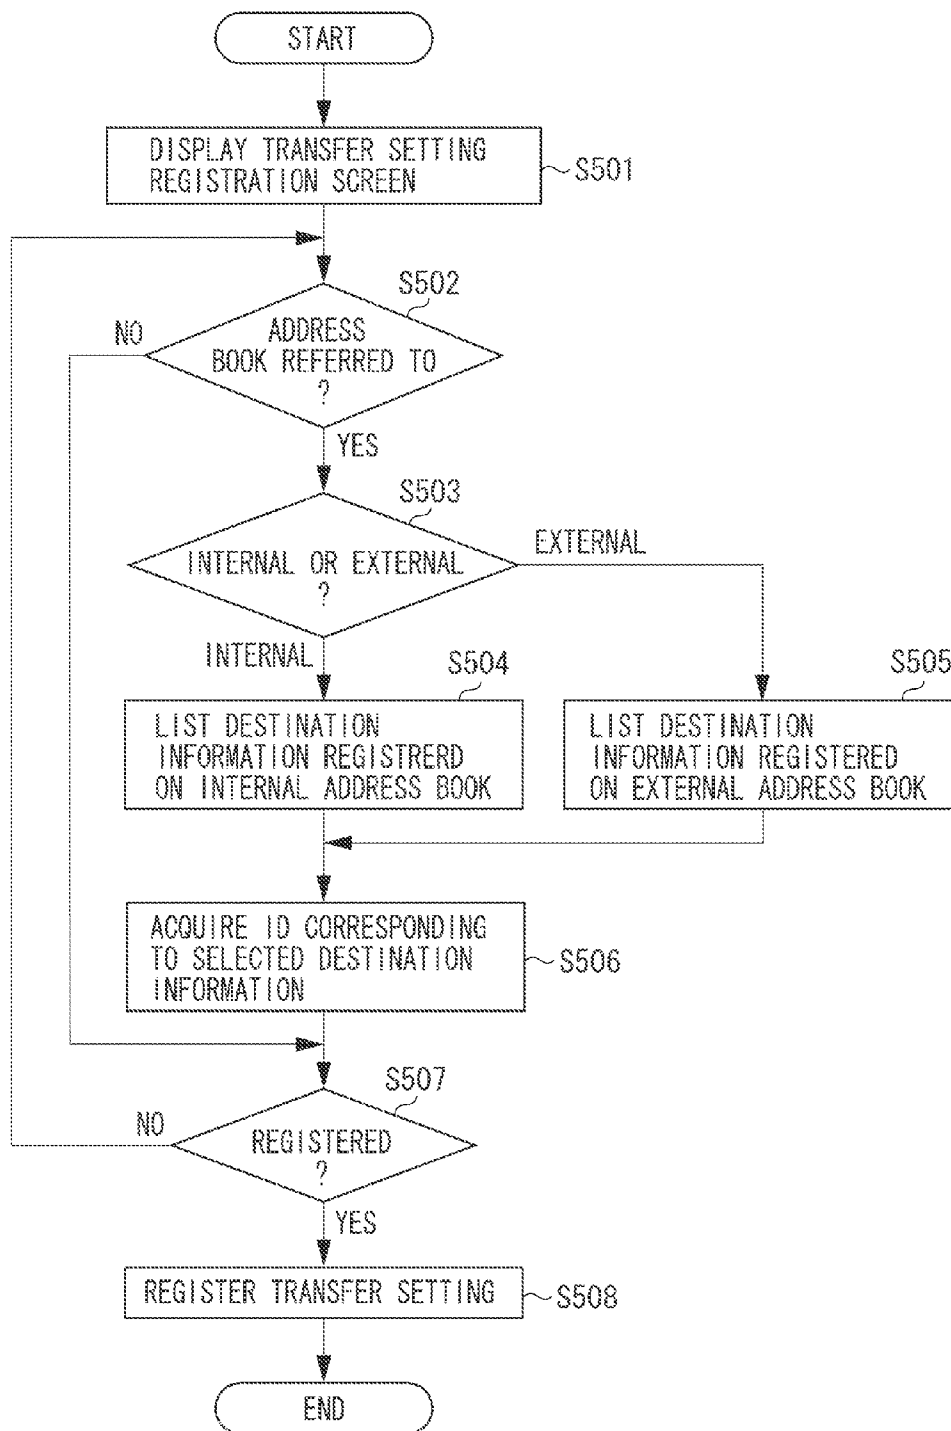 START
DISPLAY TRANSFER SETTING
REGISTRATION SCREEN
S501
S502
NO
ADDRESS
BOOK REFERRED TO
?
YES
S503
INTERNAL OR EXTERNAL
?
EXTERNAL
INTERNAL
S504
S505
LIST DESTINATION
INFORMATION REGISTRERD
ON INTERNAL ADDRESS BOOK
LIST DESTINATION
INFORMATION REGISTERED
ON EXTERNAL ADDRESS BOOK
ACQUIRE ID CORRESPONDING
TO SELECTED DESTINATION
INFORMATION
S506
S507
NO
REGISTERED
?
YES
REGISTER TRANSFER SETTING
S508
END